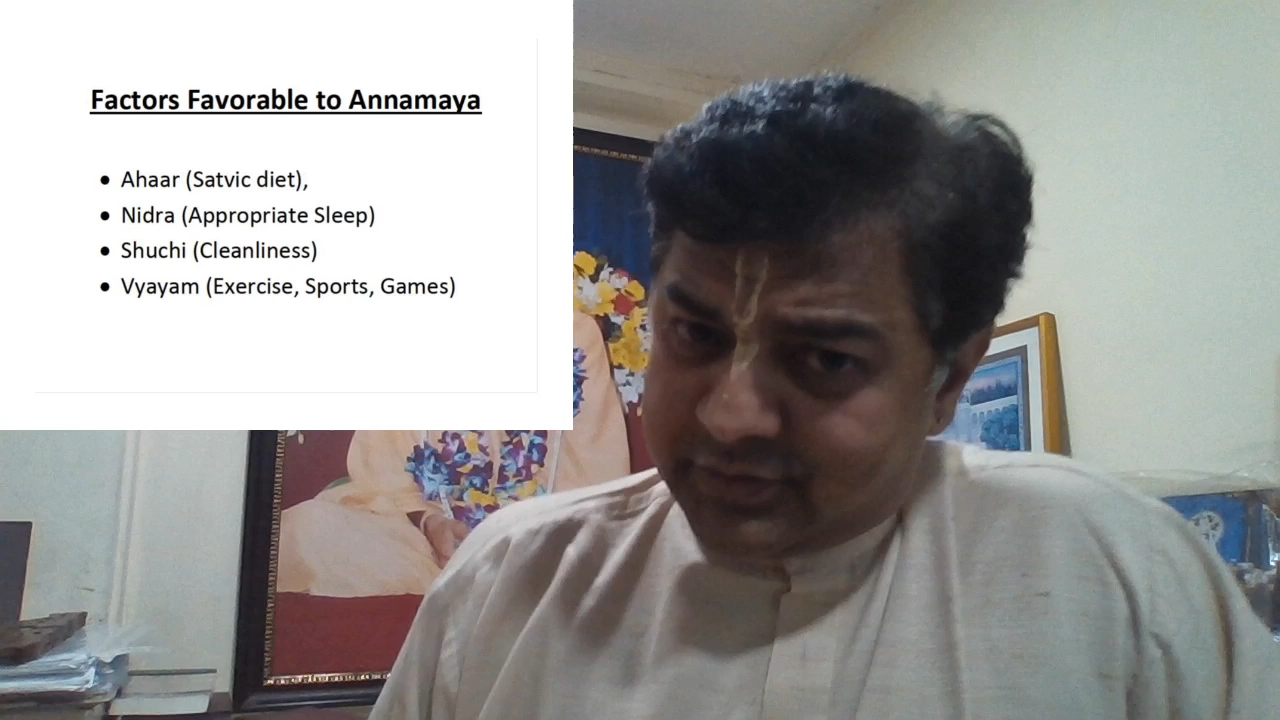 Factors Favorable to Annamaya
Ahaar (Satvic diet),
Nidra (Appropriate Sleep)
Shuchi (Cleanliness)
Vyayam (Exercise, Sports, Games)